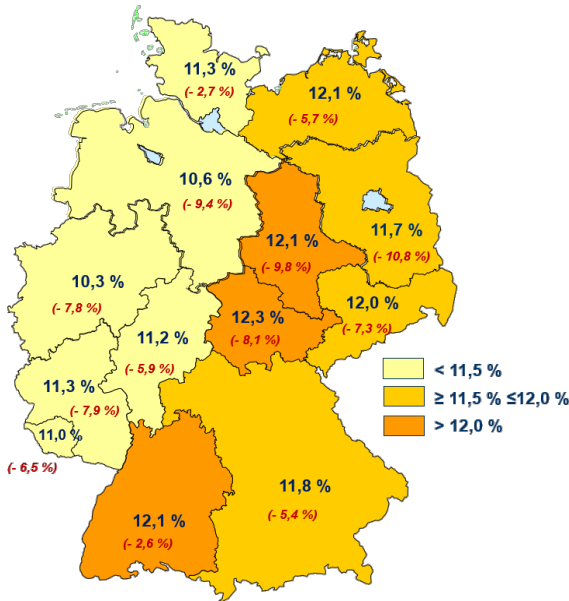 11,3 %
(- 2,7 %)
12,1 %
(- 5,7 %)
10,6 %
(- 9,4 %)
11,7 %
(- 10,8 %)
12,1 %
(- 9,8 %)
10,3 %
(- 7,8 %)
12,0 %
(- 7,3 %)
12,3 %
(- 8,1 %)
11,2 %
(- 5,9 %)
11,3 %
(- 7,9 %)
11,0 %
(- 6,5 %)
11,8 %
(- 5,4 %)
12,1 %
(- 2,6 %)
< 11,5 %
≥ 11,5 % ≤12,0 %
> 12,0 %